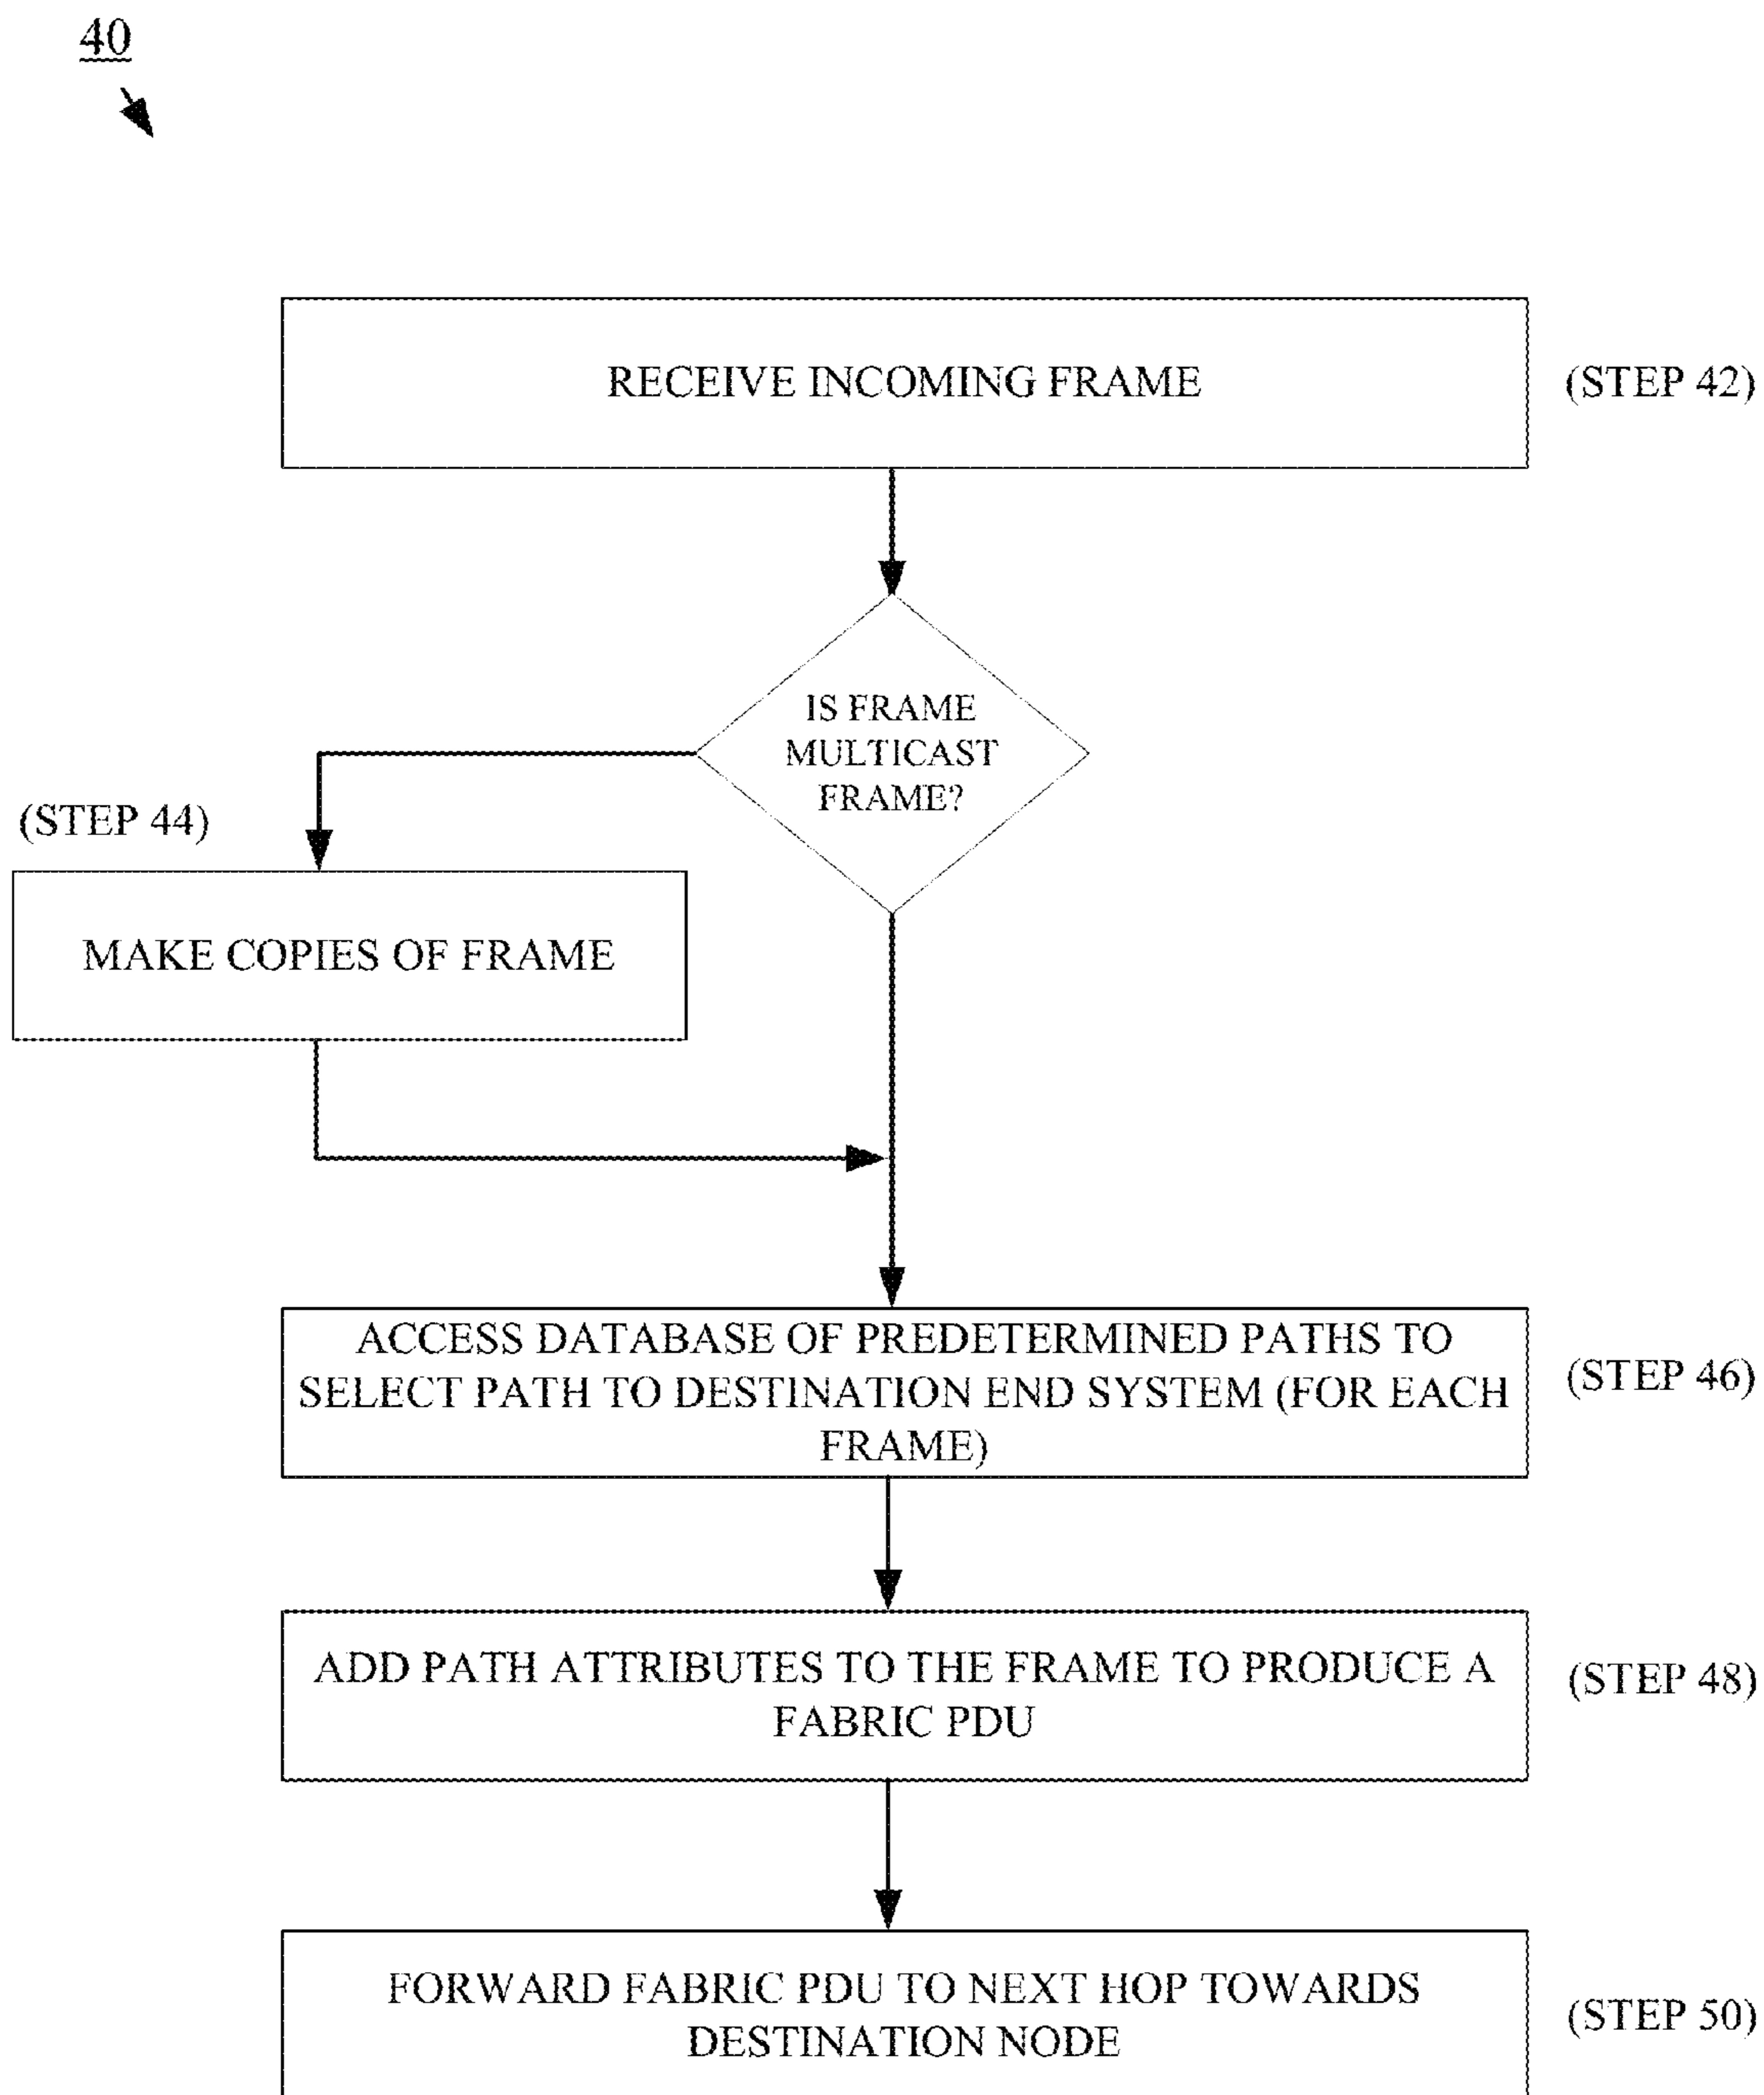 40
RECEIVE INCOMING FRAME
(STEP 42)
IS FRAME
MULTICAST
FRAME?
(STEP 44)
MAKE COPIES OF FRAME
ACCESS DATABASE OF PREDETERMINED PATHS TO
SELECT PATH TO DESTINATION END SYSTEM (FOR EACH
FRAME)
(STEP 46)
ADD PATH ATTRIBUTES TO THE FRAME TO PRODUCE A
FABRIC PDU
(STEP 48)
FORWARD FABRIC PDU TO NEXT HOP TOWARDS
DESTINATION NODE
(STEP 50)